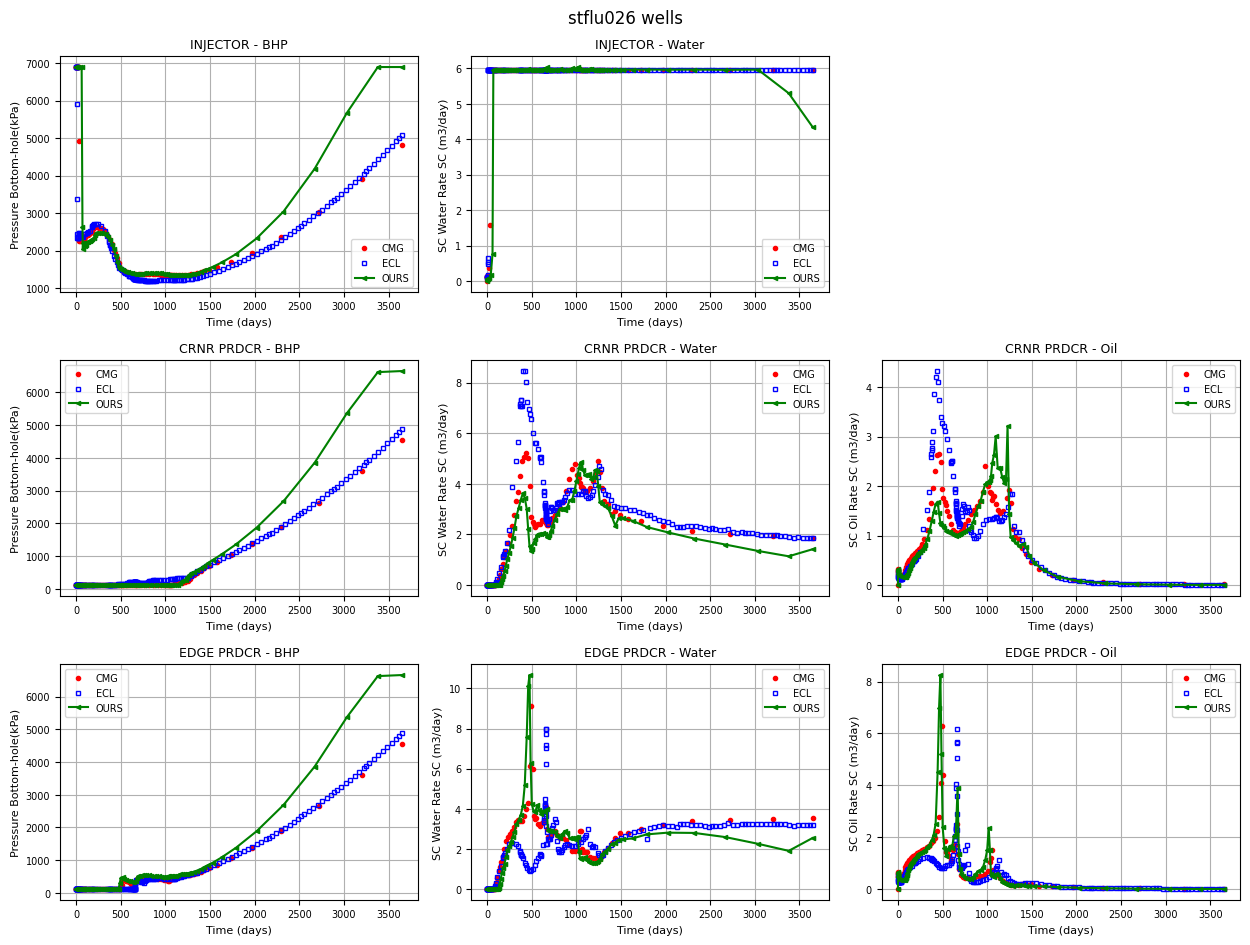 stflu026 wells
INJECTOR - BHP
Pressure Bottom-hole(kPa)
7000
6000
5000
4000
3000
2000
1000
CMG
ECL
OURS
0 500 1000 1500 2000 2500 3000 3500
Time (days)
INJECTOR - Water
SC Water Rate SC (m3/day)
6
5
4
3
2
1
0
CMG
ECL
OURS
0 500 1000 1500 2000 2500 3000 3500
Time (days)
CRNR PRDCR - BHP
Pressure Bottom-hole(kPa)
6000
5000
4000
3000
2000
1000
0
CMG
ECL
OURS
0 500 1000 1500 2000 2500 3000 3500
Time (days)
CRNR PRDCR - Water
SC Water Rate SC (m3/day)
8
6
4
2
0
CMG
ECL
OURS
0 500 1000 1500 2000 2500 3000 3500
Time (days)
CRNR PRDCR - Oil
SC Oil Rate SC (m3/day)
4
3
2
1
0
CMG
ECL
OURS
0 500 1000 1500 2000 2500 3000 3500
Time (days)
EDGE PRDCR - BHP
Pressure Bottom-hole(kPa)
6000
5000
4000
3000
2000
1000
0
CMG
ECL
OURS
0 500 1000 1500 2000 2500 3000 3500
Time (days)
EDGE PRDCR - Water
SC Water Rate SC (m3/day)
10
8
6
4
2
0
CMG
ECL
OURS
0 500 1000 1500 2000 2500 3000 3500
Time (days)
EDGE PRDCR - Oil
SC Oil Rate SC (m3/day)
8
6
4
2
0
CMG
ECL
OURS
0 500 1000 1500 2000 2500 3000 3500
Time (days)